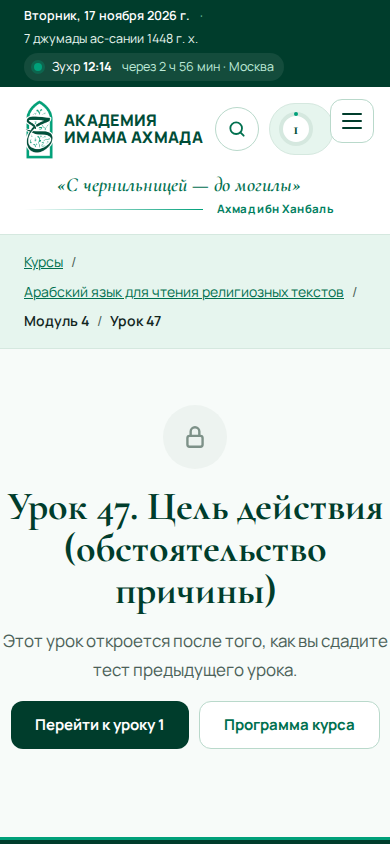 Вторник, 17 ноября 2026 г. ·
7 джумады ас-сании 1448 г. х.
Зухр 12:14 через 2 ч 56 мин · Москва
АКАДЕМИЯ
ИМАМА АХМАДА
1
«С чернильницей — до могилы»
Ахмад ибн Ханбаль
Курсы /
Арабский язык для чтения религиозных текстов /
Модуль 4 / Урок 47
Урок 47. Цель действия
(обстоятельство
причины)
Этот урок откроется после того, как вы сдадите
тест предыдущего урока.
Перейти к уроку 1
Программа курса